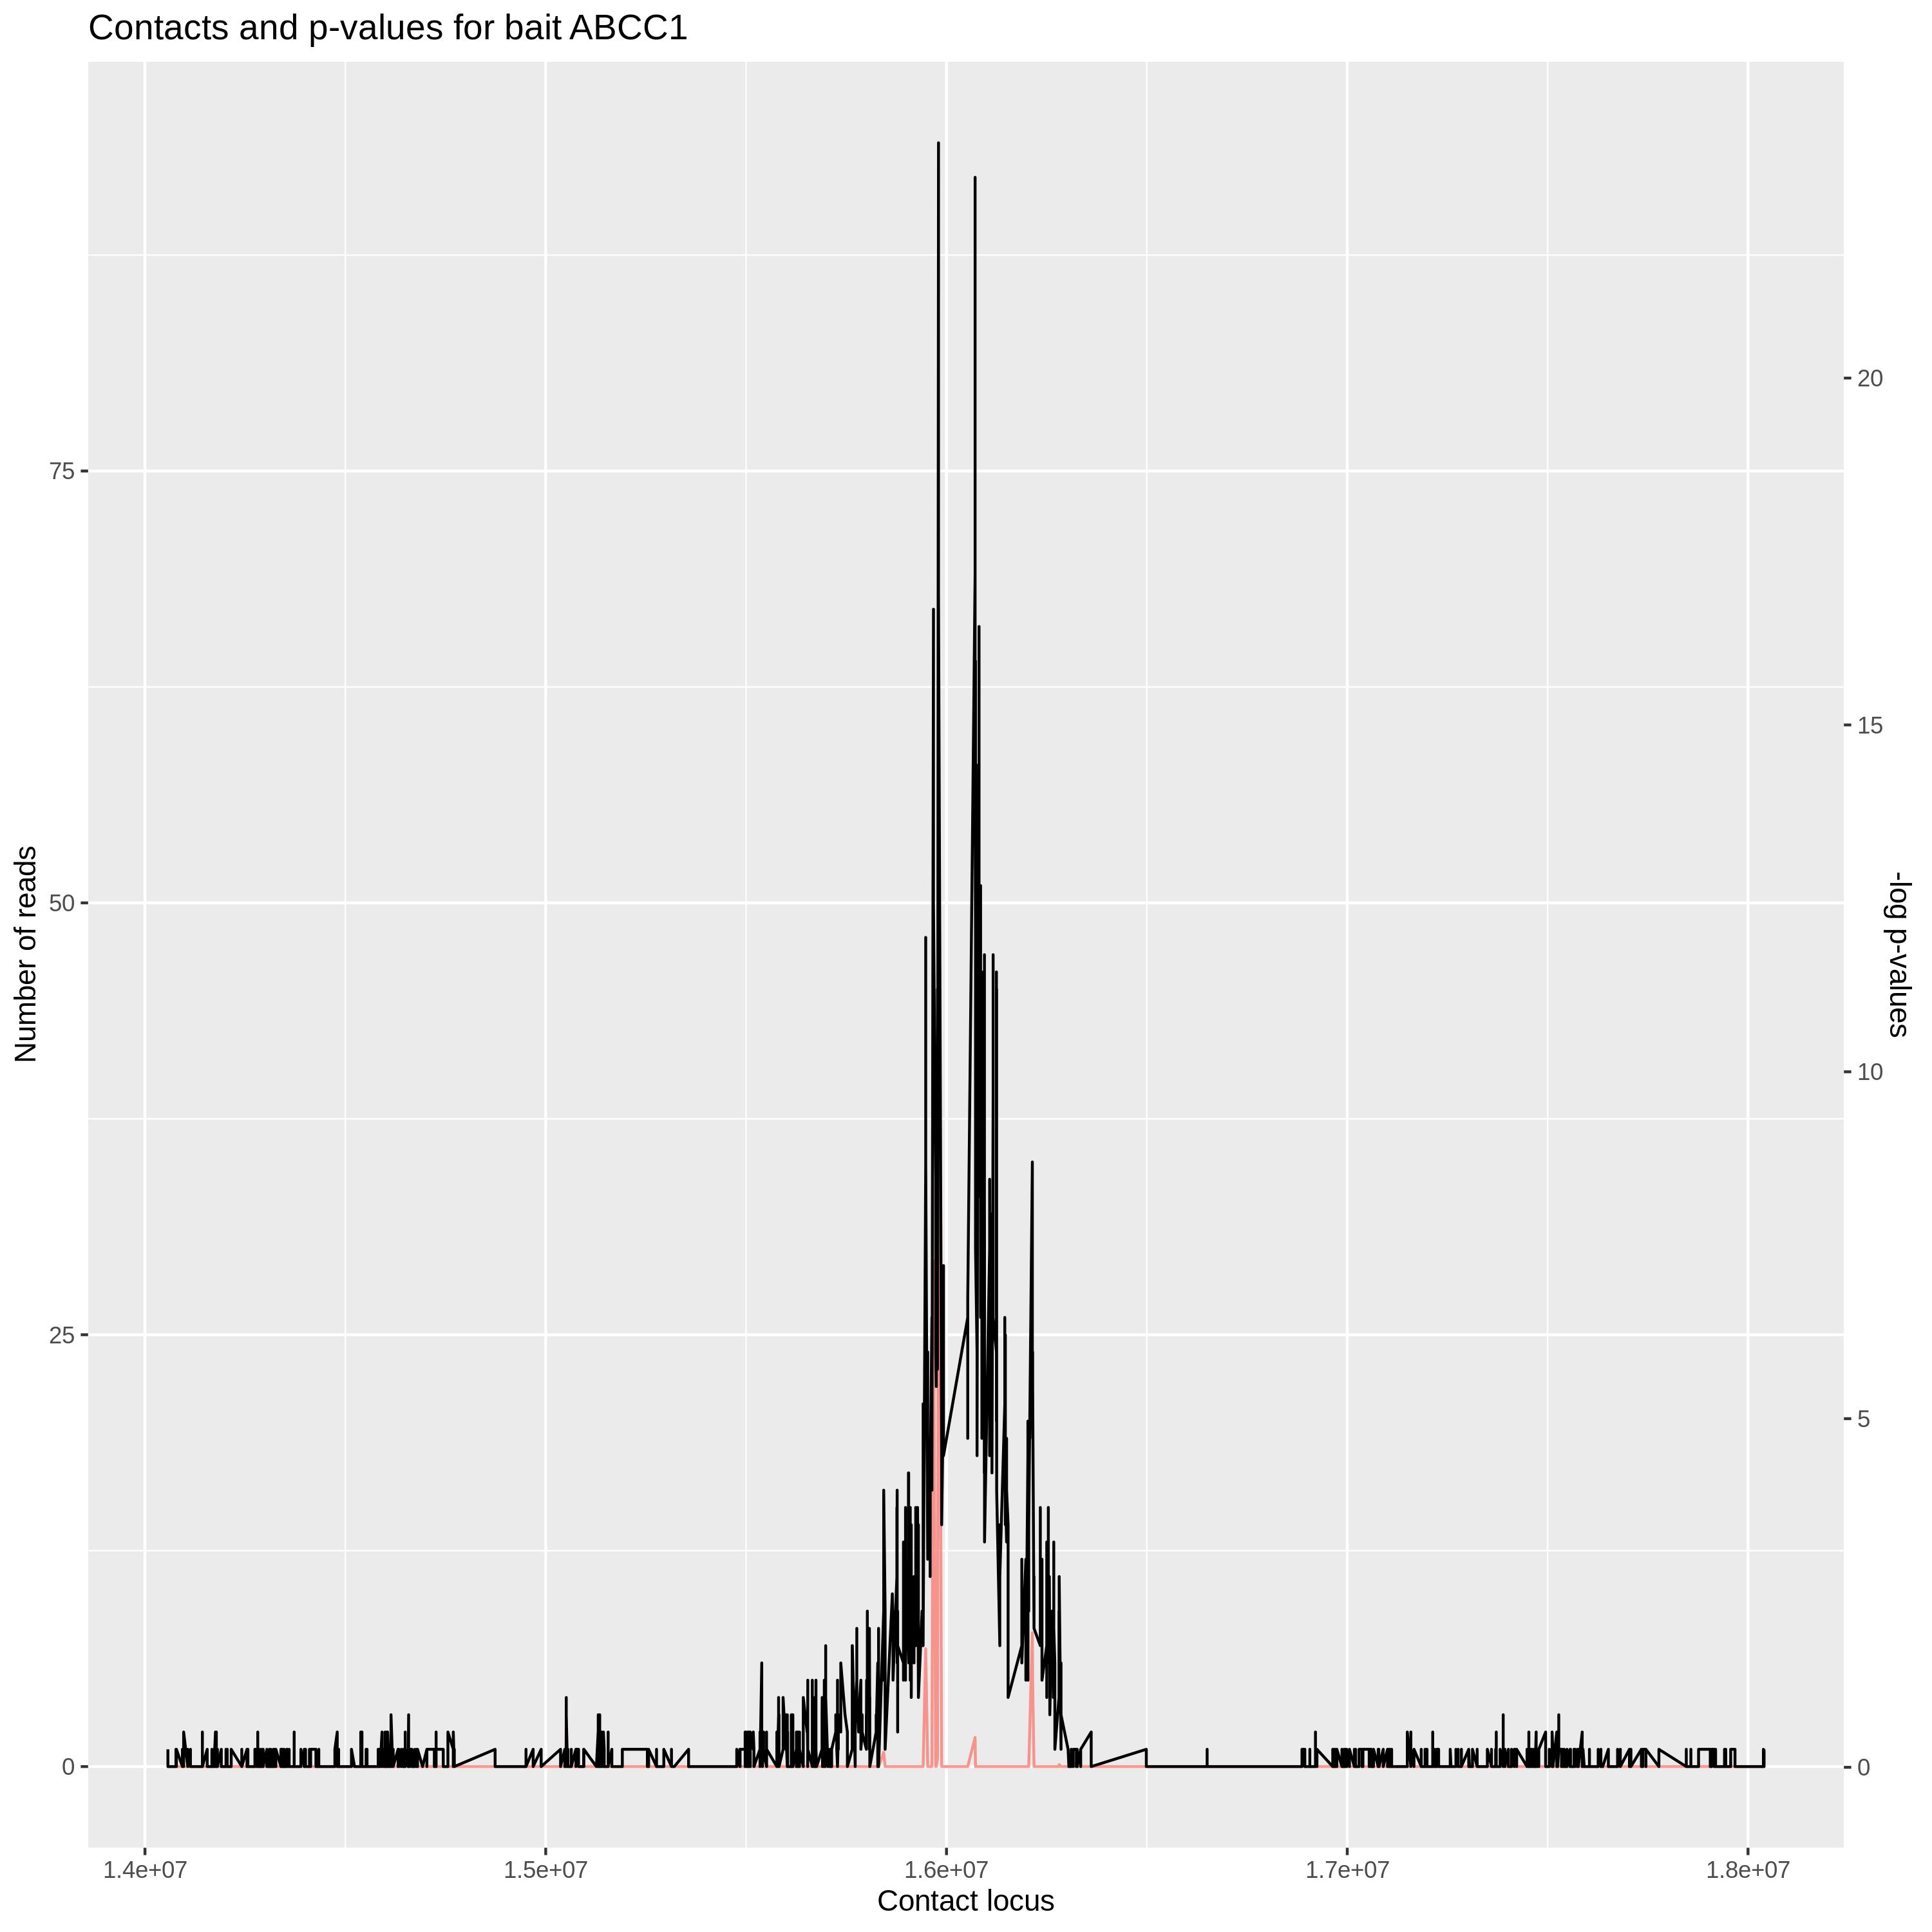 Contacts and p-values for bait ABCC1
Number of reads
75
50
25
0
-log p-values
20
15
10
5
0
1.4e+07
1.5e+07
1.6e+07
1.7e+07
1.8e+07
Contact locus